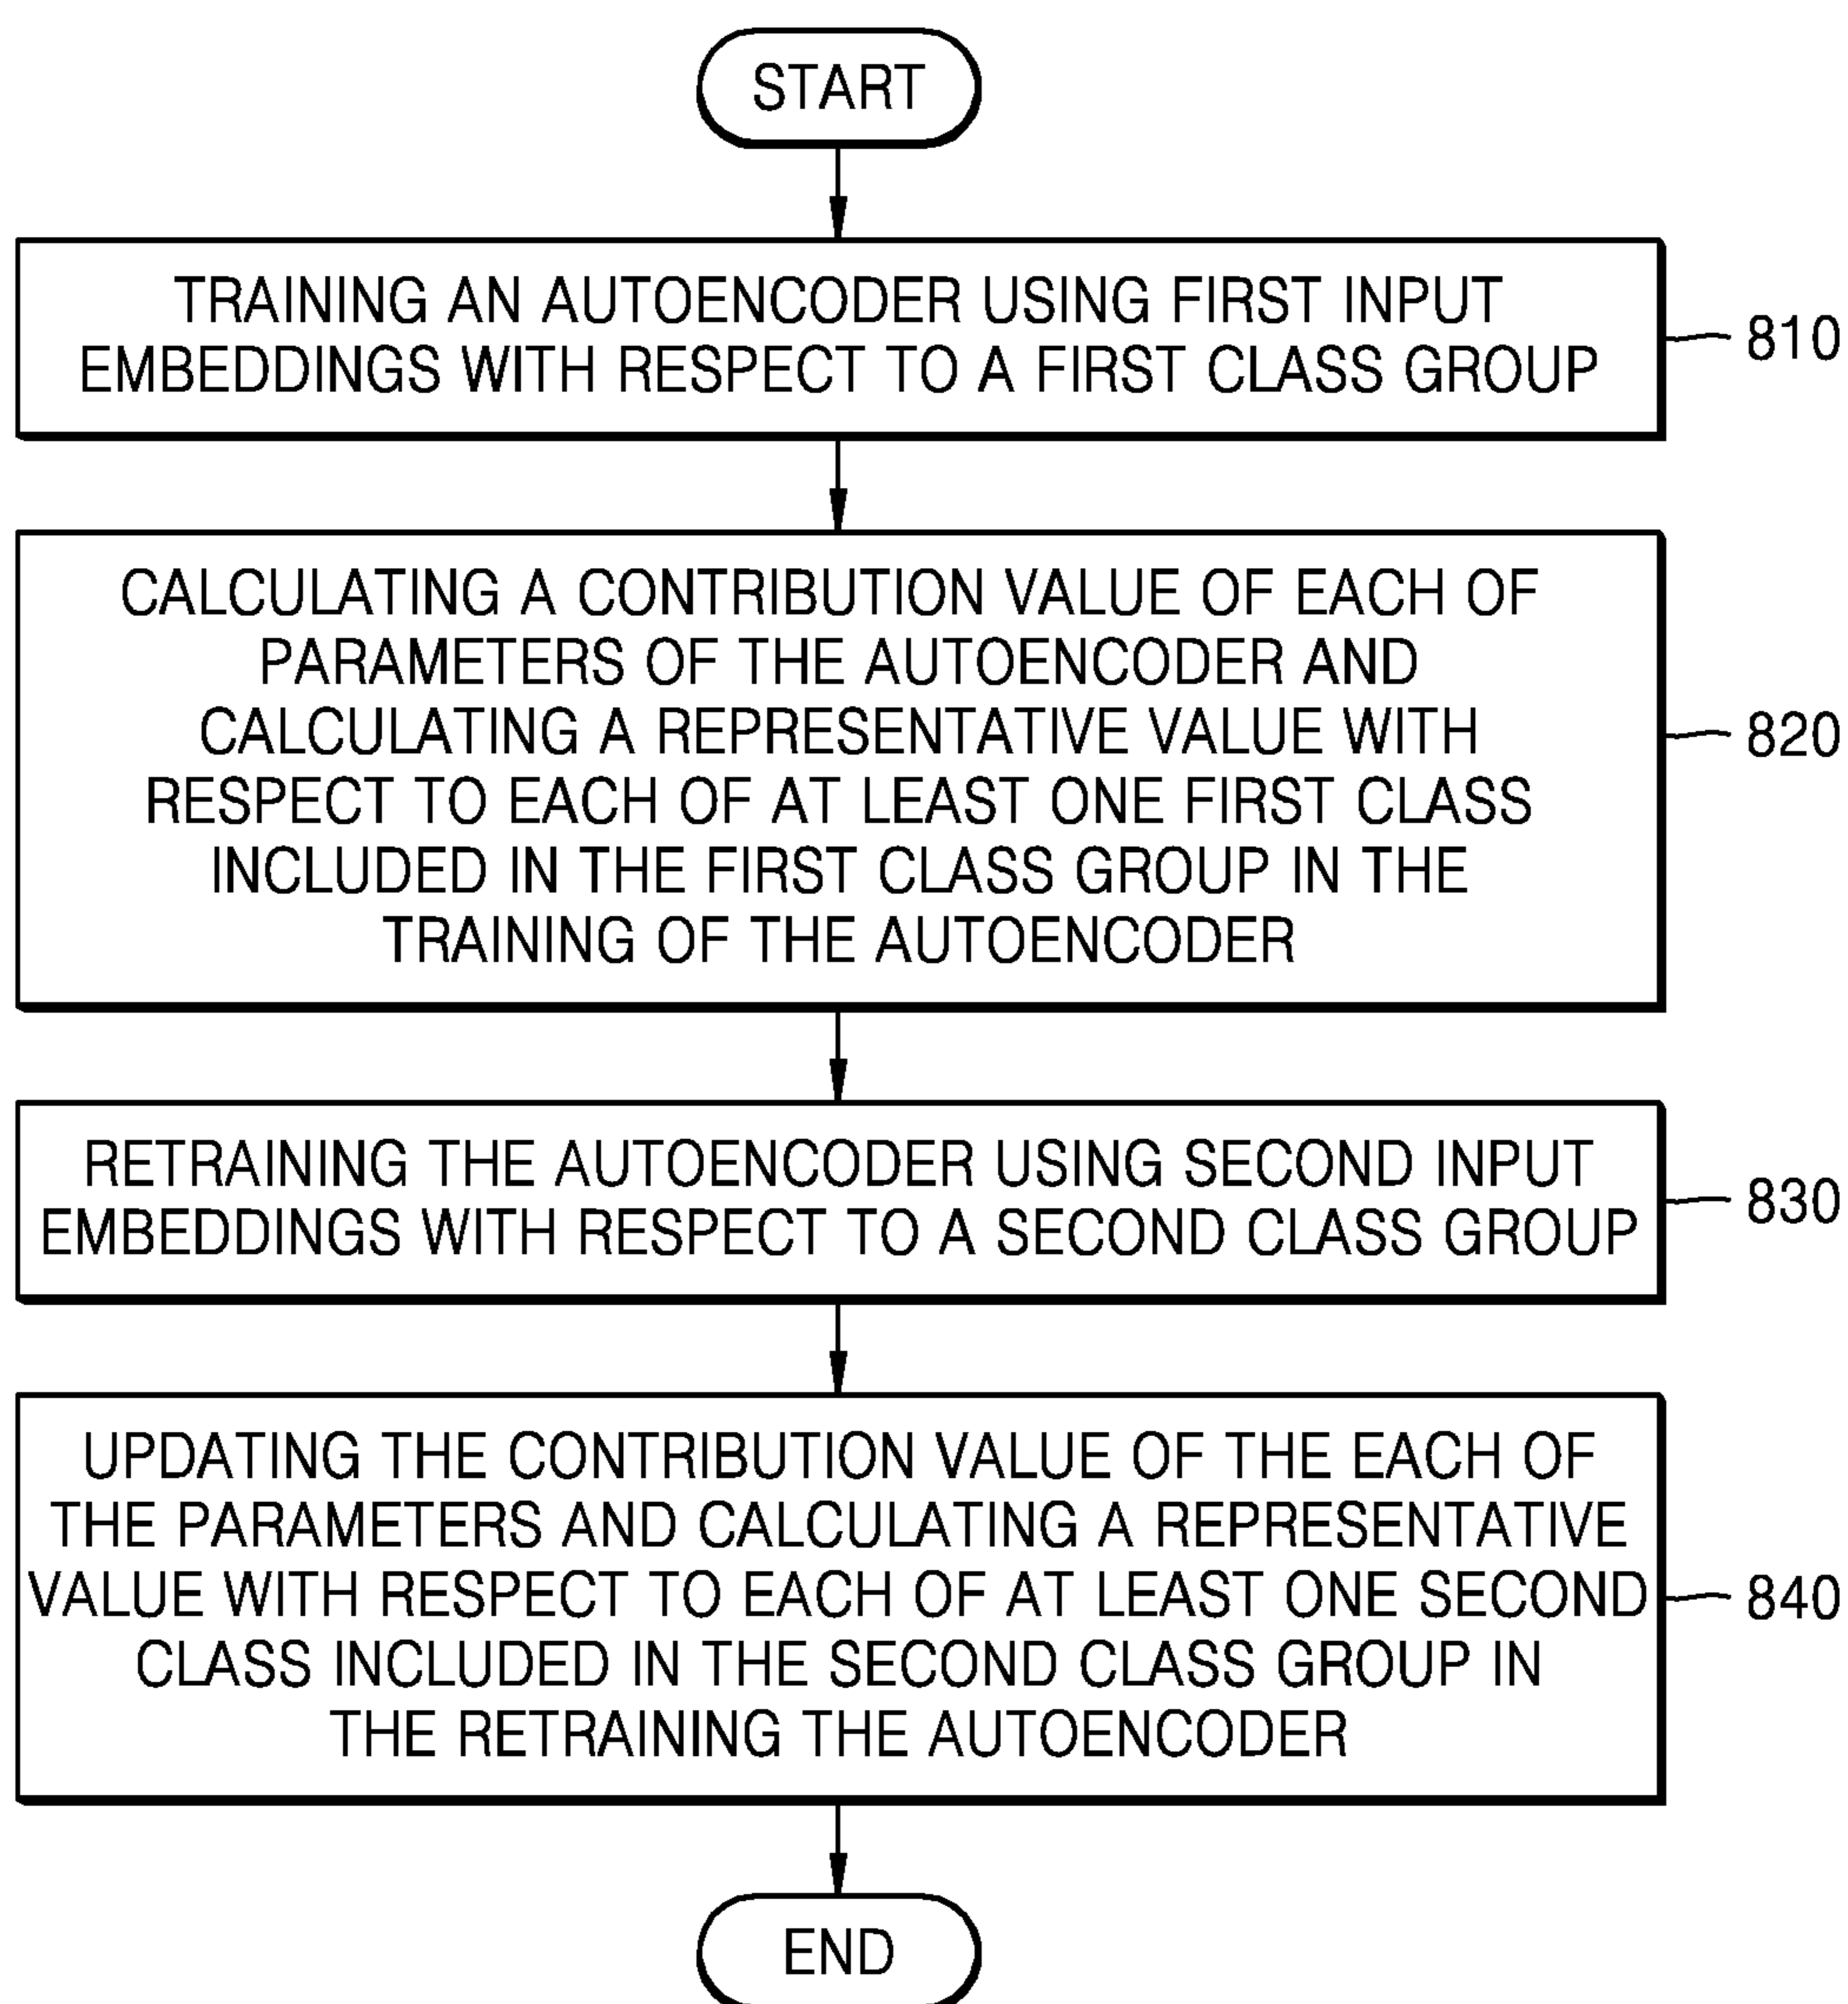 START
TRAINING AN AUTOENCODER USING FIRST INPUT
EMBEDDINGS WITH RESPECT TO A FIRST CLASS GROUP
810
CALCULATING A CONTRIBUTION VALUE OF EACH OF
PARAMETERS OF THE AUTOENCODER AND
CALCULATING A REPRESENTATIVE VALUE WITH
RESPECT TO EACH OF AT LEAST ONE FIRST CLASS
INCLUDED IN THE FIRST CLASS GROUP IN THE
TRAINING OF THE AUTOENCODER
820
RETRAINING THE AUTOENCODER USING SECOND INPUT
EMBEDDINGS WITH RESPECT TO A SECOND CLASS GROUP
830
UPDATING THE CONTRIBUTION VALUE OF THE EACH OF
THE PARAMETERS AND CALCULATING A REPRESENTATIVE
VALUE WITH RESPECT TO EACH OF AT LEAST ONE SECOND
CLASS INCLUDED IN THE SECOND CLASS GROUP IN
THE RETRAINING THE AUTOENCODER
840
END